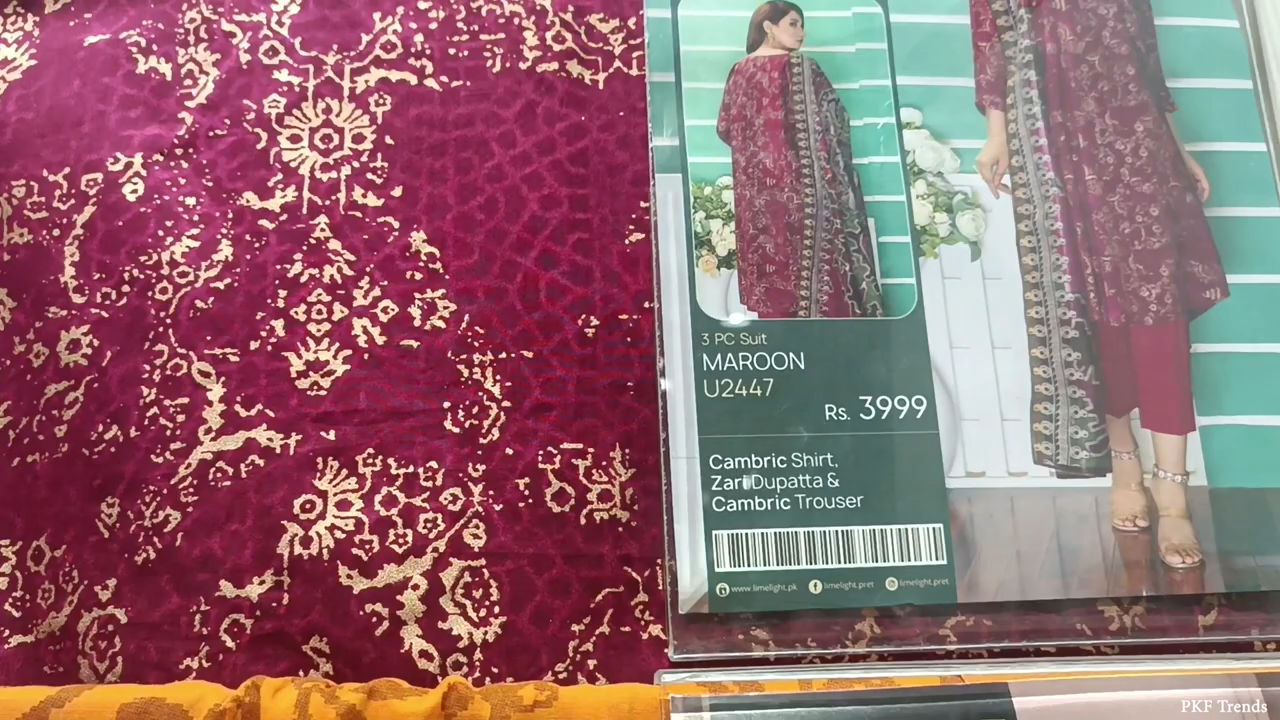 3 PC Suit
MAROON
U2447
Rs. 3999
Cambric Shirt,
Zari Dupatta &
Cambric Trouser
www.limelight.pk limelight.pret limelight.pret
PKF Trends